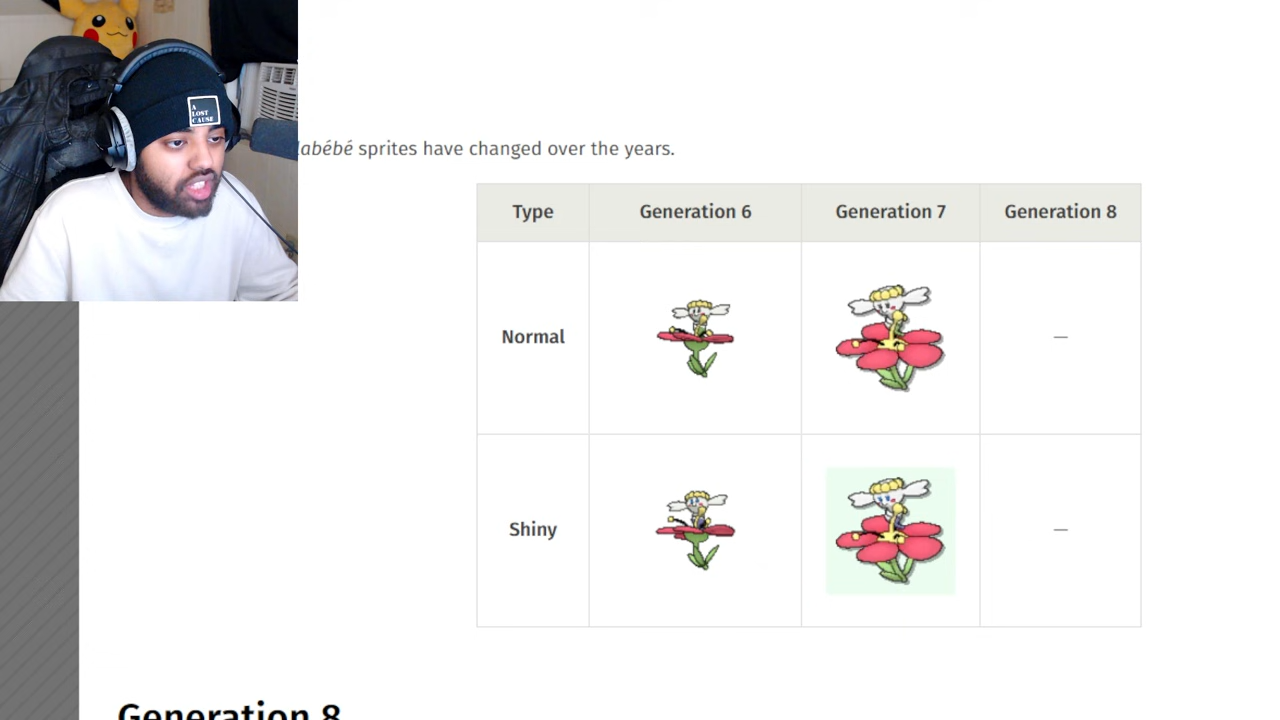 A
LOST
CAUSE
labébé sprites have changed over the years.
Type Generation 6 Generation 7 Generation 8
Normal —
Shiny —
Generation 8